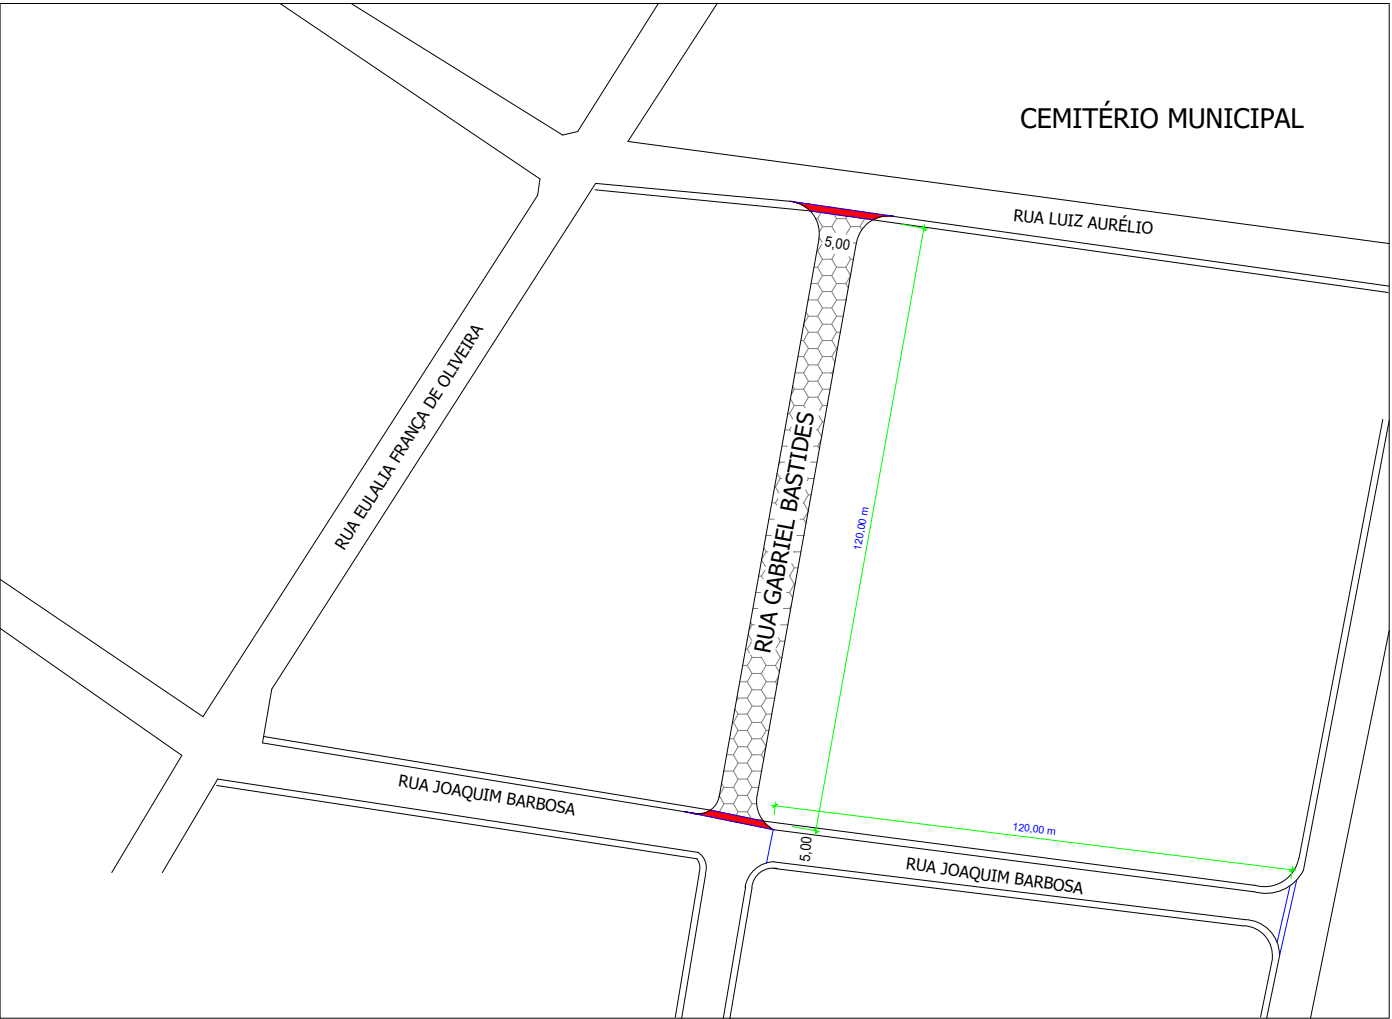 CEMITÉRIO MUNICIPAL
RUA LUIZ AURÉLIO
5,00
RUA EULALIA FRANÇA DE OLIVEIRA
RUA GABRIEL BASTIDES
120,00 m
RUA JOAQUIM BARBOSA
120,00 m
5,00
RUA JOAQUIM BARBOSA